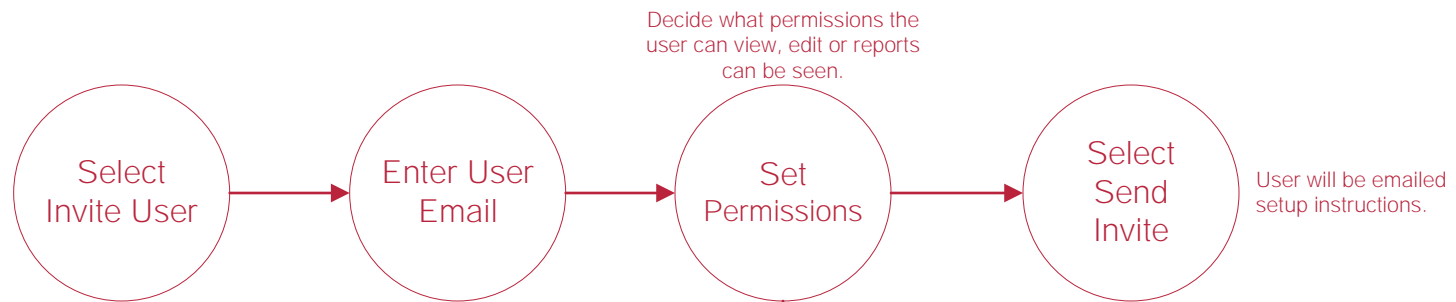 Decide what permissions the
user can view, edit or reports
can be seen.
Select
Invite User
Enter User
Email
Set
Permissions
Select
Send
Invite
User will be emailed
setup instructions.